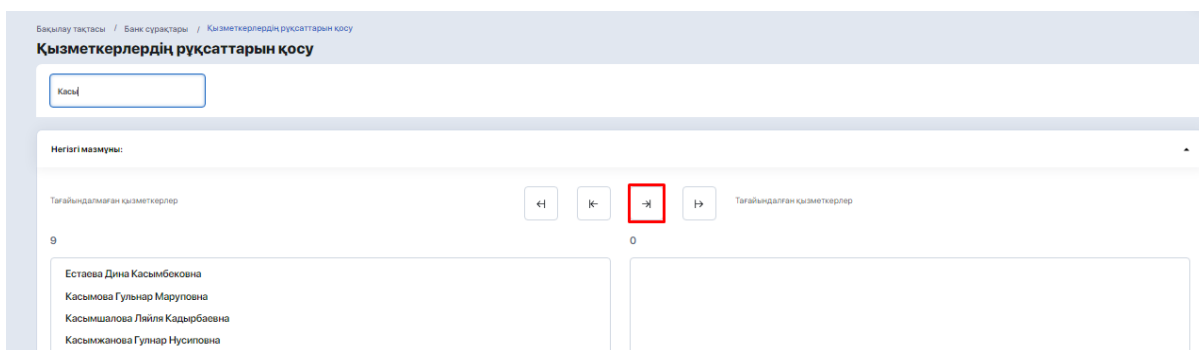 Бақылау тақтасы / Банк сұрақтары / Қызметкерлердің рұқсаттарын қосу
Қызметкерлердің рұқсаттарын қосу
Касы
Негізгі мазмұны:
Тағайындалмаған қызметкерлер
Тағайындалған қызметкерлер
9
0
Естаева Дина Касымбековна
Касымова Гульнар Маруповна
Касымшалова Ляйля Кадырбаевна
Касымжанова Гулнар Нусиповна